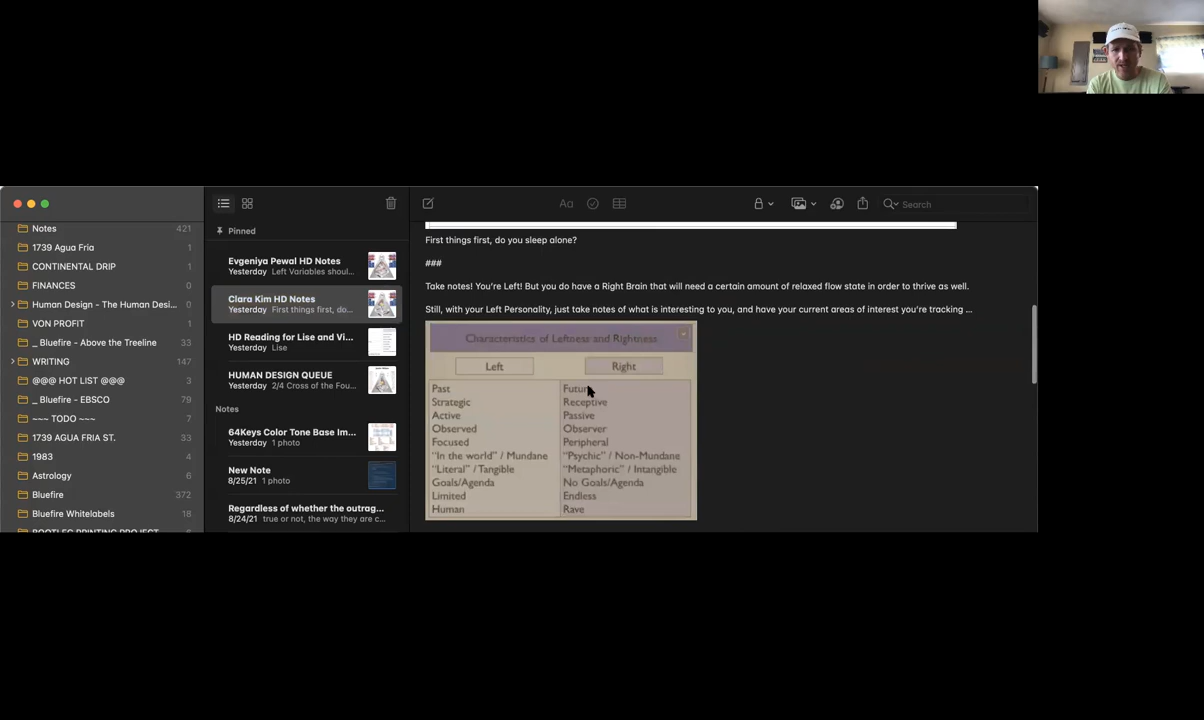 Notes 421
1739 Agua Fria 1
CONTINENTAL DRIP 1
FINANCES 0
Human Design - The Human Desi... 0
VON PROFIT 1
_ Bluefire - Above the Treeline 33
WRITING 147
@@@ HOT LIST @@@ 3
_ Bluefire - EBSCO 79
~~~ TODO ~~~ 7
1739 AGUA FRIA ST. 33
1983 4
Astrology 9
Bluefire 372
Bluefire Whitelabels 18
BOOTLEG PRINTING PROJECT
Pinned
Evgeniya Pewal HD Notes
Yesterday Left Variables shoul...
Clara Kim HD Notes
Yesterday First things first, do...
HD Reading for Lise and Vi...
Yesterday Lise
HUMAN DESIGN QUEUE
Yesterday 2/4 Cross of the Fou...
Notes
64Keys Color Tone Base Im...
Yesterday 1 photo
New Note
8/25/21 1 photo
Regardless of whether the outrag...
8/24/21 true or not, the way they are c...
Aa
Search
First things first, do you sleep alone?
###
Take notes! You're Left! But you do have a Right Brain that will need a certain amount of relaxed flow state in order to thrive as well.
Still, with your Left Personality, just take notes of what is interesting to you, and have your current areas of interest you're tracking ...
Characteristics of Leftness and Rightness
Left Right
Past Future
Strategic Receptive
Active Passive
Observed Observer
Focused Peripheral
"In the world" / Mundane "Psychic" / Non-Mundane
"Literal" / Tangible "Metaphoric" / Intangible
Goals/Agenda No Goals/Agenda
Limited Endless
Human Rave